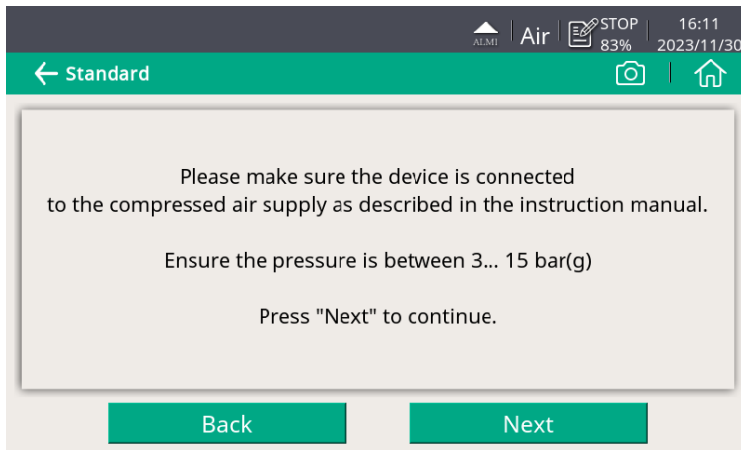 ALM1 Air STOP 16:11
83% 2023/11/30
Standard
Please make sure the device is connected
to the compressed air supply as described in the instruction manual.
Ensure the pressure is between 3... 15 bar(g)
Press "Next" to continue.
Back Next